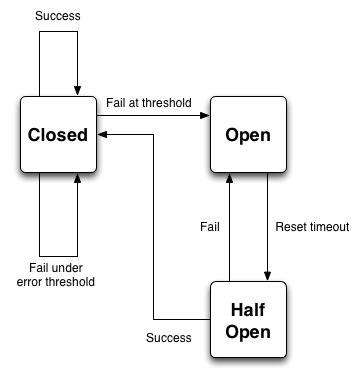 Success
Fail at threshold
Closed
Open
Fail
Reset timeout
Fail under
error threshold
Half
Open
Success